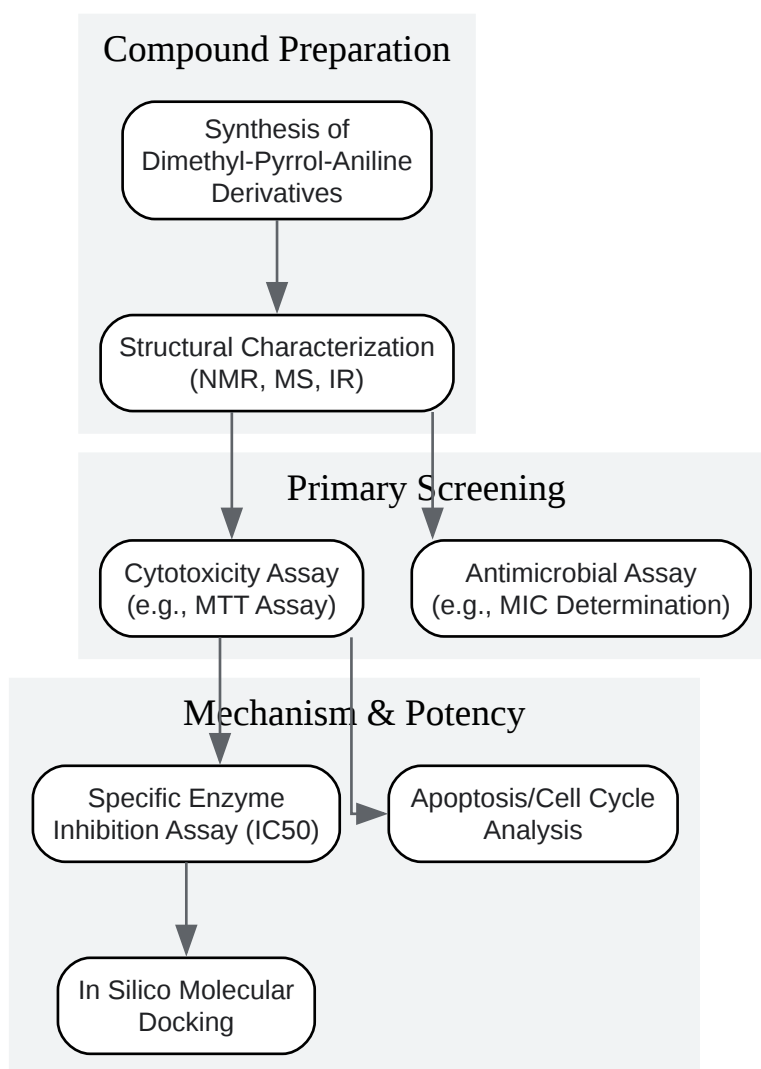 Compound Preparation
Synthesis of
Dimethyl-Pyrrol-Aniline
Derivatives
Structural Characterization
(NMR, MS, IR)
Primary Screening
Cytotoxicity Assay
(e.g., MTT Assay)
Antimicrobial Assay
(e.g., MIC Determination)
Mechanism & Potency
Specific Enzyme
Inhibition Assay (IC50)
Apoptosis/Cell Cycle
Analysis
In Silico Molecular
Docking